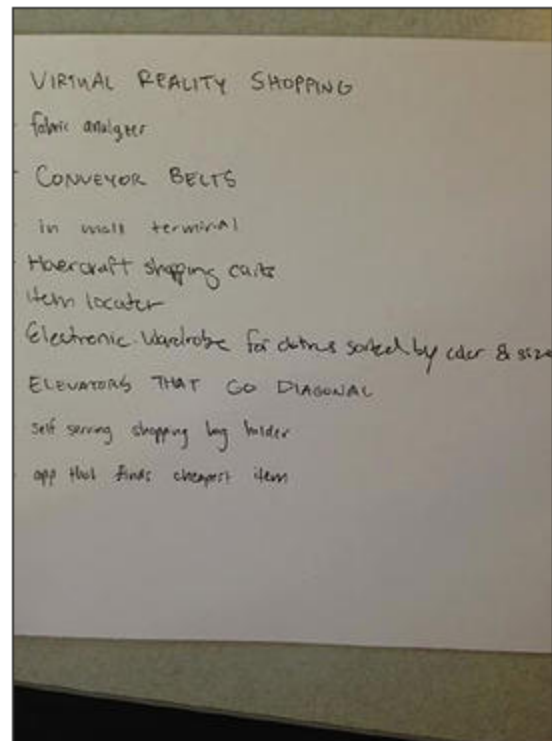 VIRTUAL REALITY SHOPPING
fabric analyzer
CONVEYOR BELTS
in mall terminal
Hovercraft shopping carts
item locater
Electronic Wardrobe for clothes sorted by color & size
ELEVATORS THAT GO DIAGONAL
self serving shopping bag holder
app that finds cheapest item